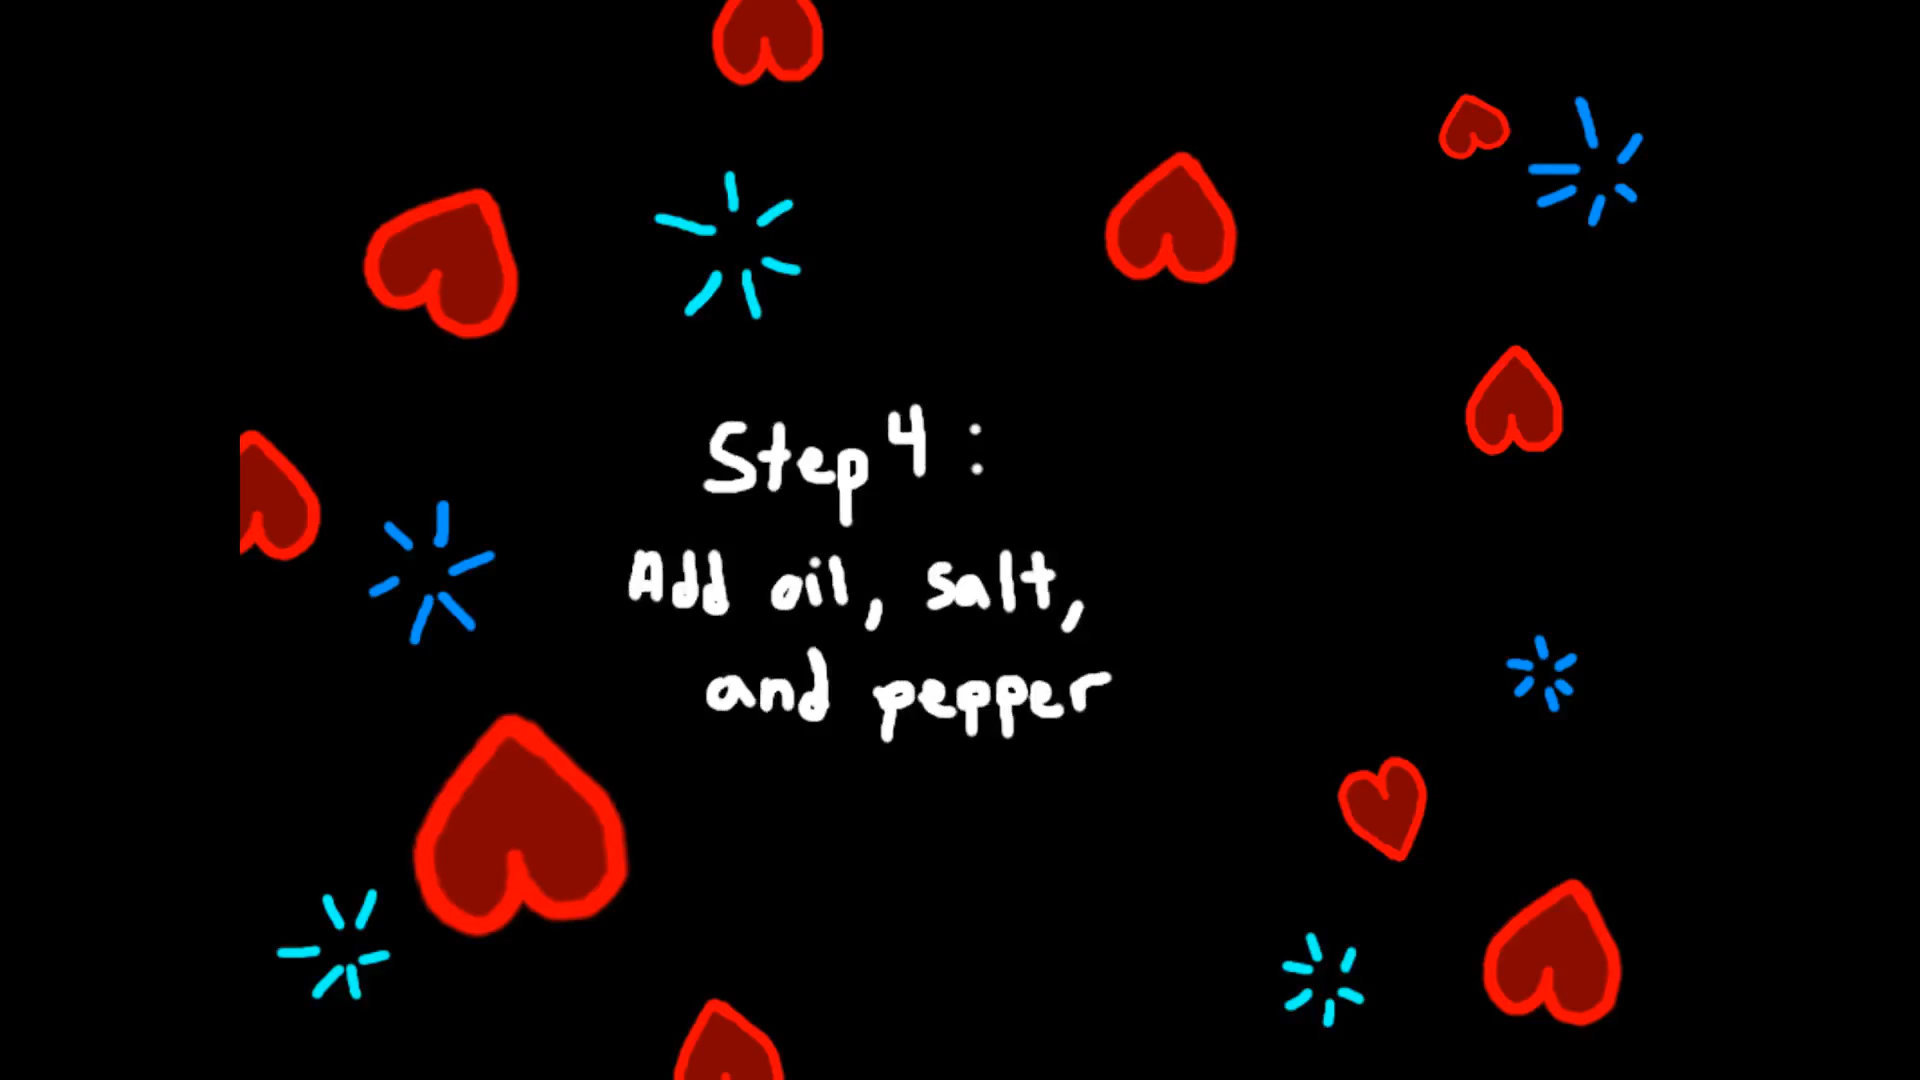 Step 4:
Add oil, salt,
and pepper